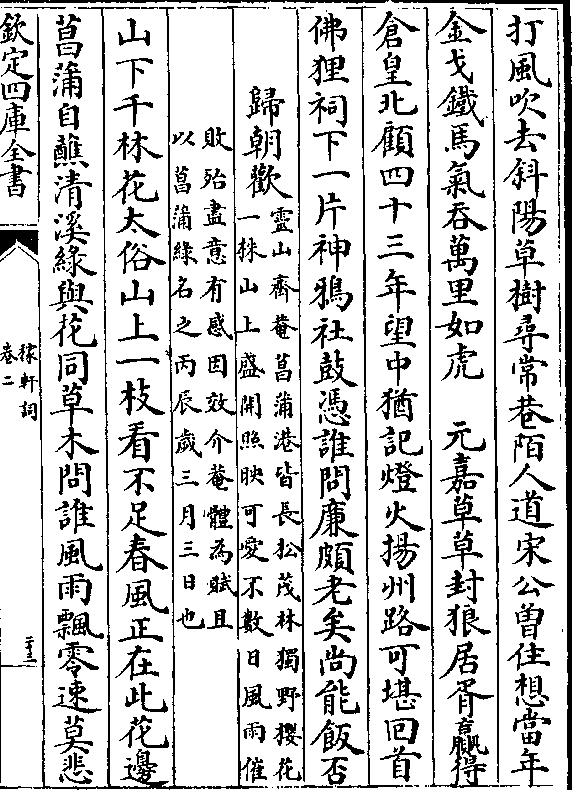 打風吹去斜陽草樹尋常巷陌人道宋公曾住想當年
金戈鐵馬氣吞萬里如虎　元嘉草草封狼居胥贏得
倉皇北顧四十三年望中猶記燈火揚州路可堪回首
佛狸祠下一片神鴉社鼓憑誰問廉頗老矣尚能飯否
歸朝歡
靈山齊菴菖蒲港皆長松茂林獨野櫻花
一株山上盛開照映可愛不數日風雨催
敗殆盡意有感因效介菴體為賦且
以菖蒲綠名之丙辰歲三月三日也
山下千林花太俗山上一枝看不足春風正在此花邊
菖蒲自蘸清溪綠與花同草木問誰風雨飄零速莫悲
欽定四庫全書
稼軒詞
卷二